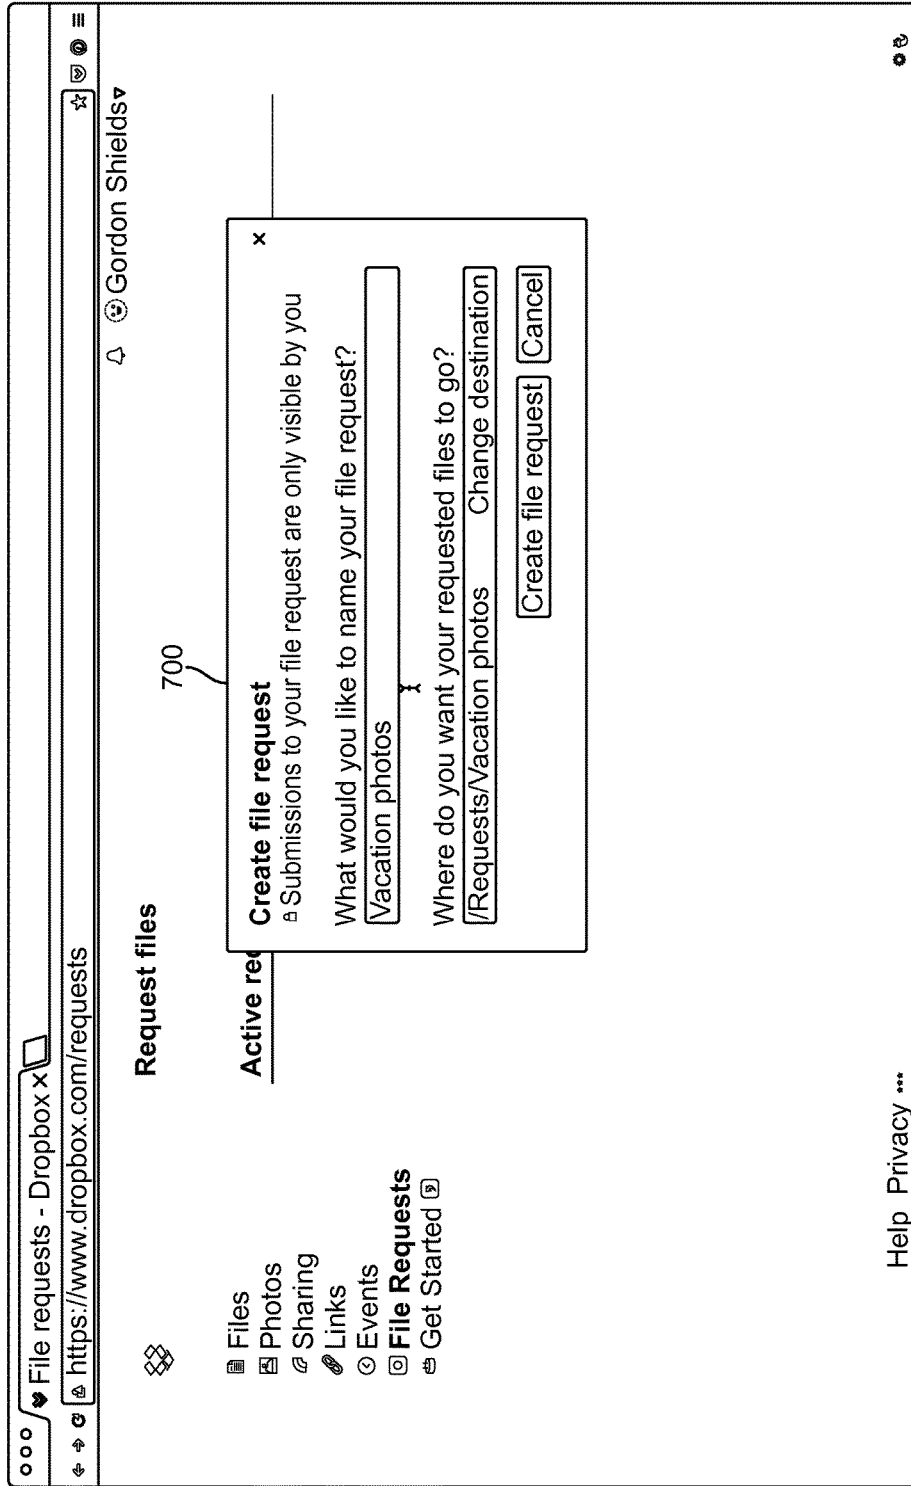 File requests - Dropbox X
https://www.dropbox.com/requests
Gordon Shields
Request files
Files
Photos
Sharing
Links
Events
File Requests
Get Started
Active rec
700
Create file request
x
Submissions to your file request are only visible by you
What would you like to name your file request?
Vacation photos
Where do you want your requested files to go?
/Requests/Vacation photos Change destination
Create file request Cancel
Help Privacy •••